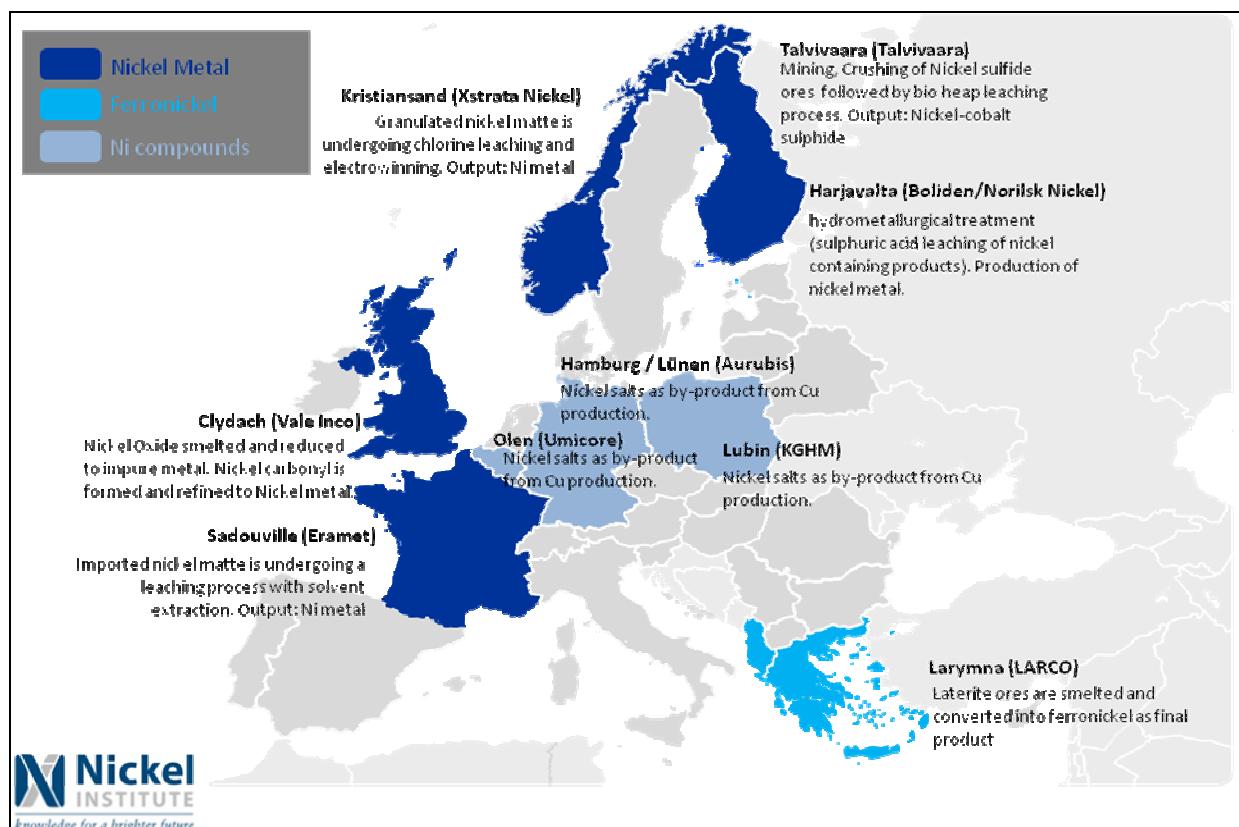 Nickel Metal
Ferronickel
Ni compounds
Talvivaara (Talvivaara)
Mining, Crushing of Nickel sulfide
ores followed by bio heap leaching
process. Output: Nickel-cobalt
sulphide
Kristiansand (Xstrata Nickel)
Granulated nickel matte is
undergoing chlorine leaching and
electrowinning. Output: Ni metal
Harjavalta (Boliden/Norilsk Nickel)
hydrometallurgical treatment
(sulphuric acid leaching of nickel
containing products). Production of
nickel metal.
Hamburg / Lünen (Aurubis)
Nickel salts as by-product from Cu
production.
Clydach (Vale Inco)
Nickel Oxide smelted and reduced
to impure metal. Nickel carbonyl is
formed and refined to Nickel metal.
Olen (Umicore)
Nickel salts as by-product
from Cu production.
Lubin (KGHM)
Nickel salts as by-product from Cu
production.
Sadouville (Eramet)
Imported nickel matte is undergoing a
leaching process with solvent
extraction. Output: Ni metal
Larymna (LARCO)
Laterite ores are smelted and
converted into ferronickel as final
product
Nickel
INSTITUTE
knowledge for a brighter future